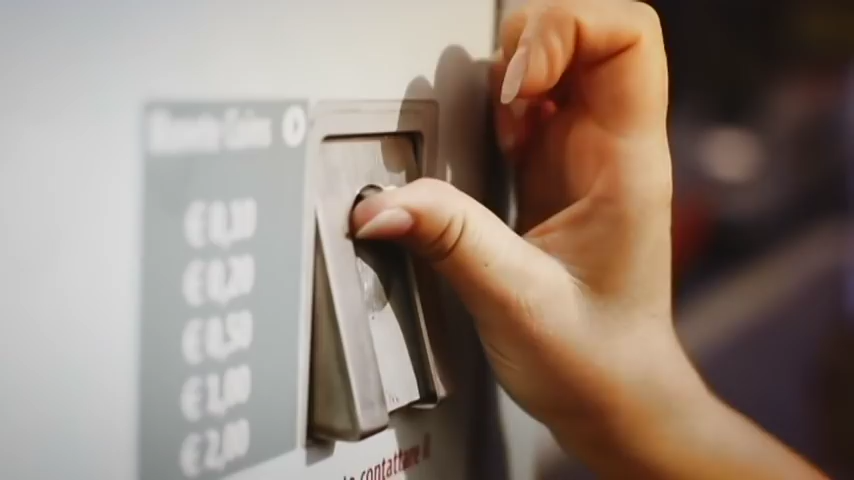 Monete Coins
€ 0,10
€ 0,20
€ 0,50
€ 1,00
€ 2,00
contattare il